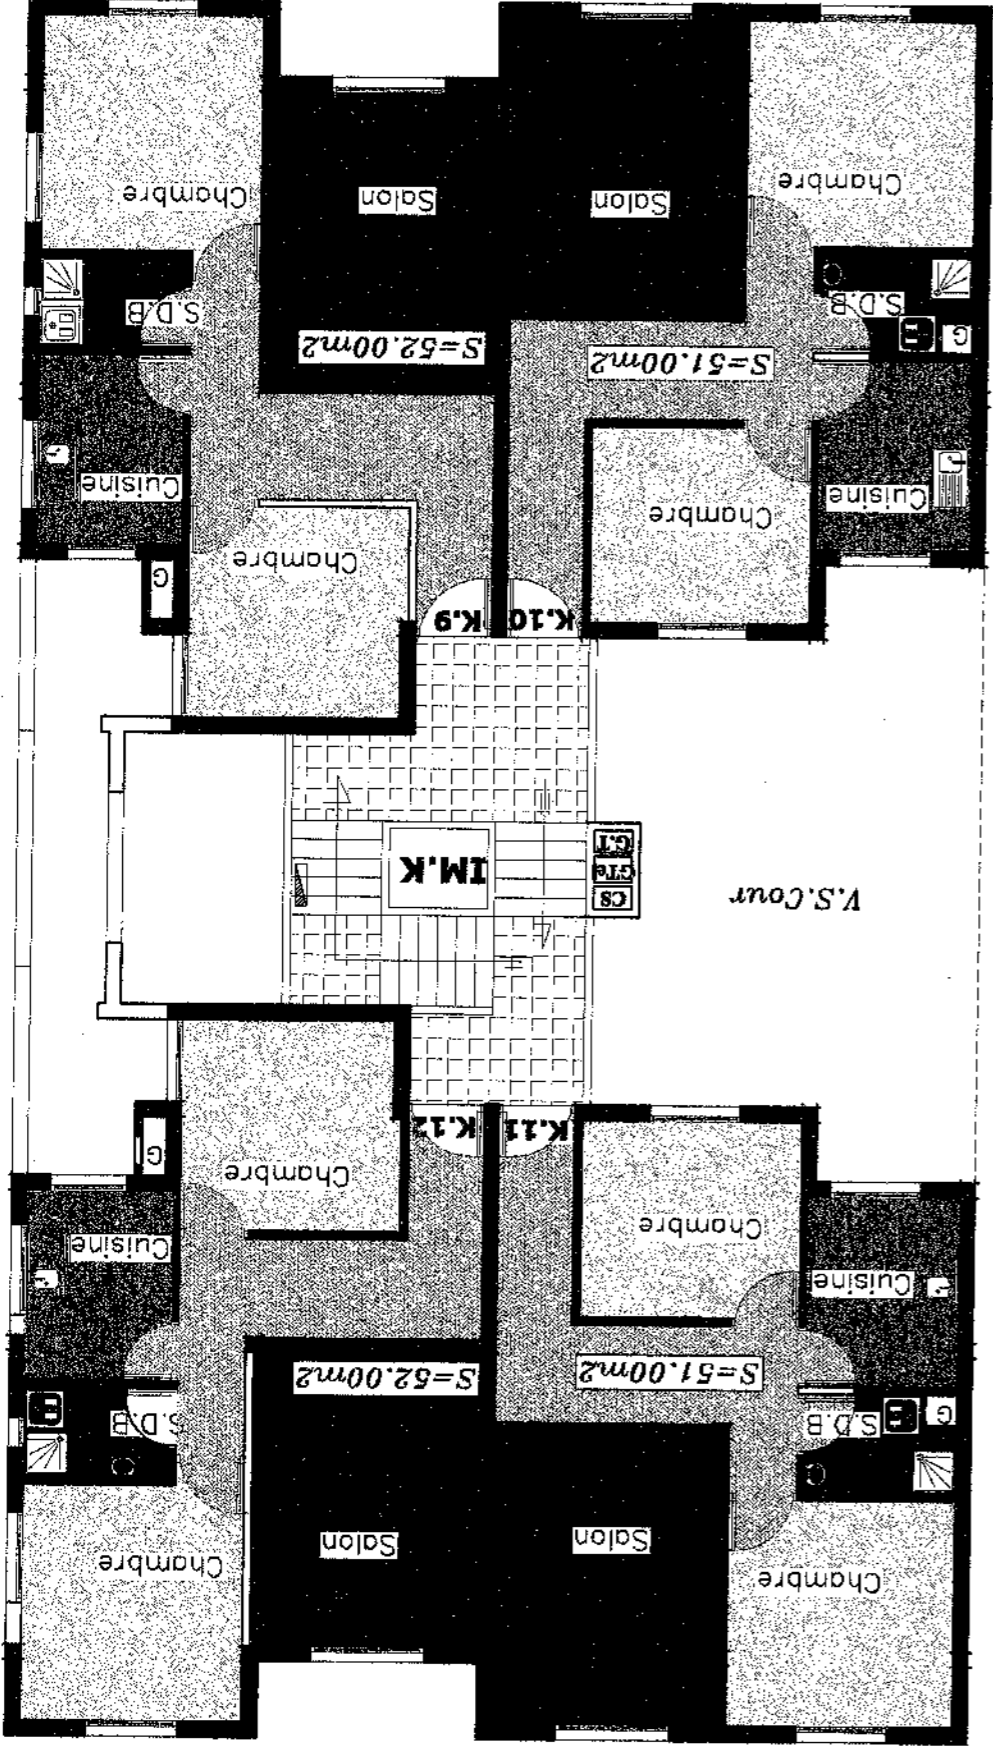 Chambre
Salon
Salon
Chambre
G
S.D.B
S.D.B
S=51.00m2
S=52.00m2
Cuisine
Chambre
Cuisine
Chambre
G
K.11
K.12
V.S.Cour
CS
GTe
G.T
IM.K
K.10
K.9
G
Chambre
Chambre
Cuisine
Cuisine
S=51.00m2
S=52.00m2
G
S.D.B
S.D.B
Chambre
Salon
Salon
Chambre